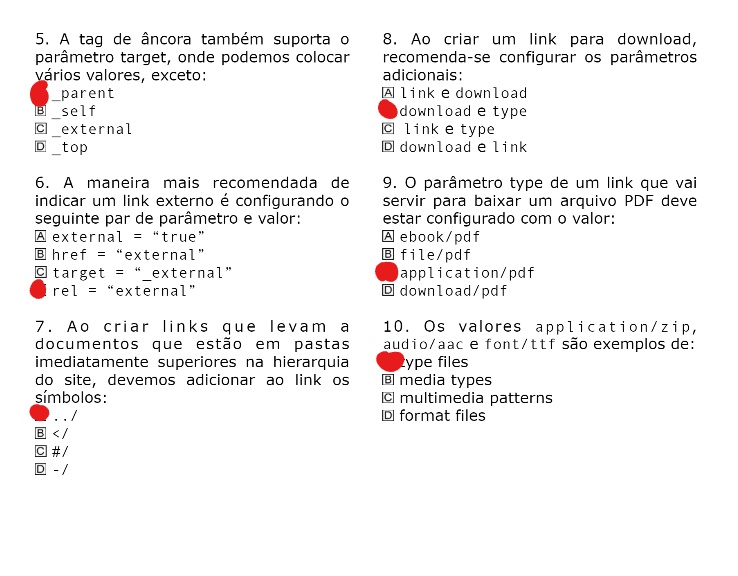 5. A tag de âncora também suporta o
parâmetro target, onde podemos colocar
vários valores, exceto:
_parent
B _self
C _external
D _top
6. A maneira mais recomendada de
indicar um link externo é configurando o
seguinte par de parâmetro e valor:
A external = “true”
B href = “external”
C target = “_external”
rel = “external”
7. Ao criar links que levam a
documentos que estão em pastas
imediatamente superiores na hierarquia
do site, devemos adicionar ao link os
símbolos:
../
B </
C #/
D -/
8. Ao criar um link para download,
recomenda-se configurar os parâmetros
adicionais:
A link e download
download e type
C link e type
D download e link
9. O parâmetro type de um link que vai
servir para baixar um arquivo PDF deve
estar configurado com o valor:
A ebook/pdf
B file/pdf
application/pdf
D download/pdf
10. Os valores application/zip,
audio/aac e font/ttf são exemplos de:
type files
B media types
C multimedia patterns
D format files